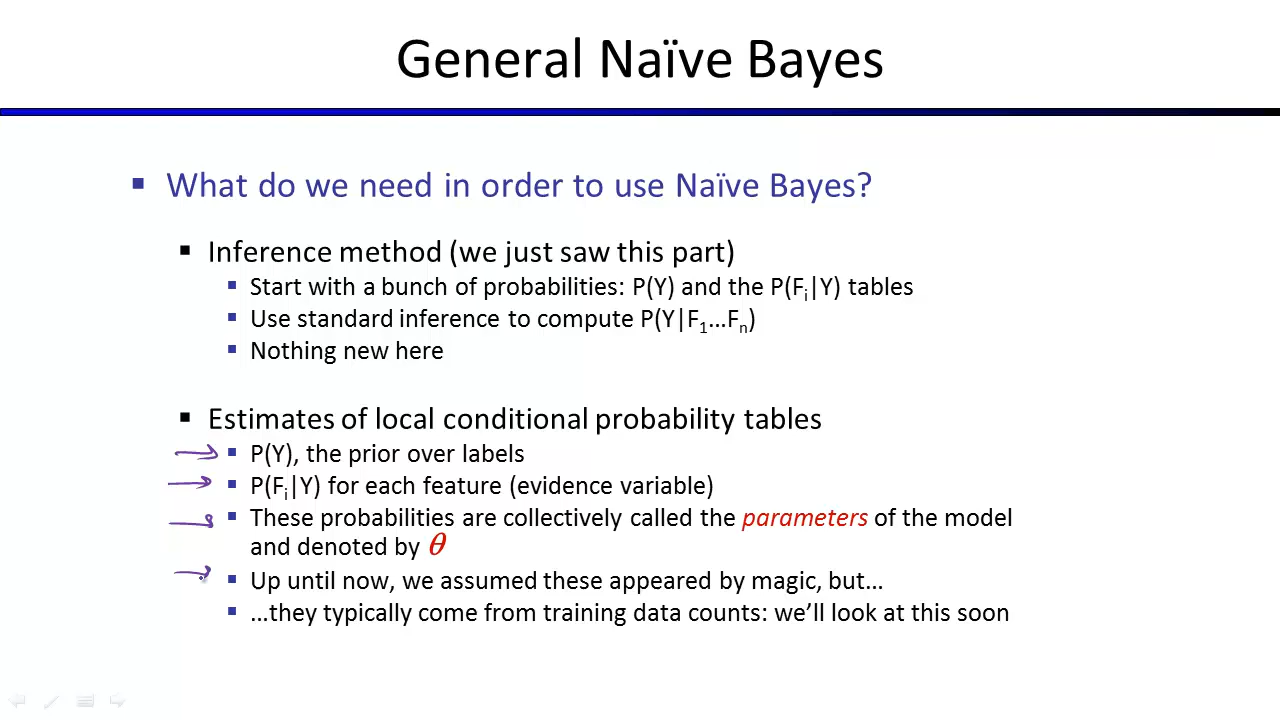 General Naïve Bayes
▪ What do we need in order to use Naïve Bayes?
▪ Inference method (we just saw this part)
▪ Start with a bunch of probabilities: P(Y) and the P(Fᵢ|Y) tables
▪ Use standard inference to compute P(Y|F₁…Fₙ)
▪ Nothing new here
▪ Estimates of local conditional probability tables
▪ P(Y), the prior over labels
▪ P(Fᵢ|Y) for each feature (evidence variable)
▪ These probabilities are collectively called the parameters of the model
and denoted by θ
▪ Up until now, we assumed these appeared by magic, but…
▪ …they typically come from training data counts: we’ll look at this soon